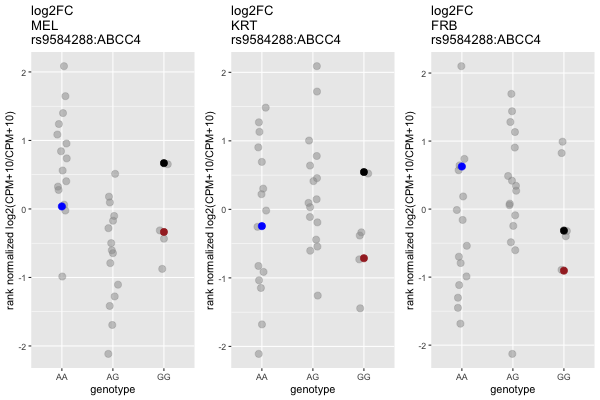 log2FC
MEL
rs9584288:ABCC4
rank normalized log2(CPM+10/CPM+10)
2
1
0
-1
-2
AA
AG
GG
genotype
log2FC
KRT
rs9584288:ABCC4
rank normalized log2(CPM+10/CPM+10)
2
1
0
-1
-2
AA
AG
GG
genotype
log2FC
FRB
rs9584288:ABCC4
rank normalized log2(CPM+10/CPM+10)
2
1
0
-1
-2
AA
AG
GG
genotype